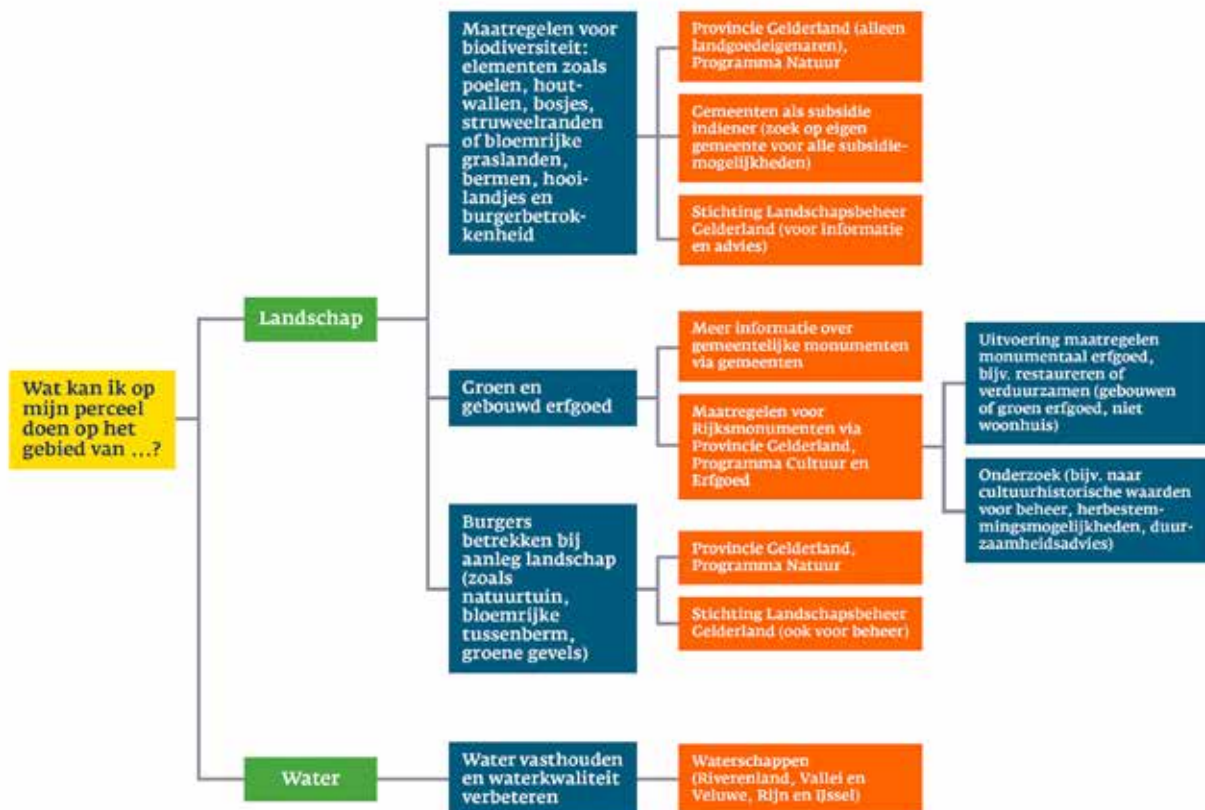 Wat kan ik op
mijn perceel
doen op het
gebied van ...?
Landschap
Maatregelen voor
biodiversiteit:
elementen zoals
poelen, hout-
wallen, bosjes,
struweelranden
of bloemrijke
graslanden,
bermen, hooi-
landjes en
burgerbetrok-
kenheid
Provincie Gelderland (alleen
landgoedeigenaren),
Programma Natuur
Gemeenten als subsidie
indiener (zoek op eigen
gemeente voor alle subsidie-
mogelijkheden)
Stichting Landschapsbeheer
Gelderland (voor informatie
en advies)
Groen en
gebouwd erfgoed
Meer informatie over
gemeentelijke monumenten
via gemeenten
Maatregelen voor
Rijksmonumenten via
Provincie Gelderland,
Programma Cultuur en
Erfgoed
Uitvoering maatregelen
monumentaal erfgoed,
bijv. restaureren of
verduurzamen (gebouwen
of groen erfgoed, niet
woonhuis)
Onderzoek (bijv. naar
cultuurhistorische waarden
voor beheer, herbestem-
mingsmogelijkheden, duur-
zaamheidsadvies)
Burgers
betrekken bij
aanleg landschap
(zoals
natuurtuin,
bloemrijke
tussenberm,
groene gevels)
Provincie Gelderland,
Programma Natuur
Stichting Landschapsbeheer
Gelderland (ook voor beheer)
Water
Water vasthouden
en waterkwaliteit
verbeteren
Waterschappen
(Riverenland, Vallei en
Veluwe, Rijn en IJssel)